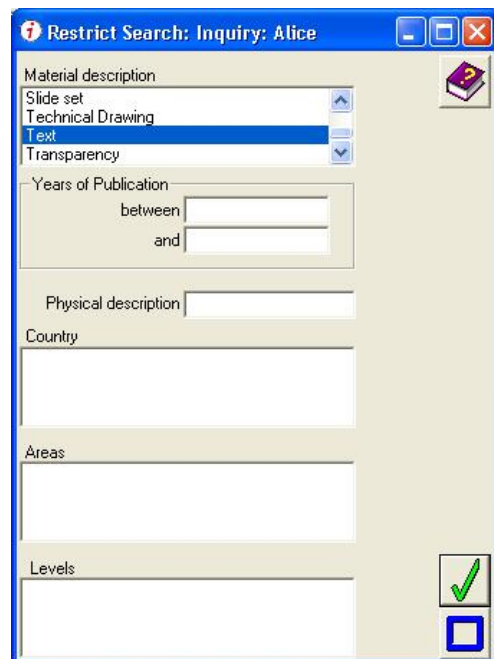 Restrict Search: Inquiry: Alice
Material description
Slide set
Technical Drawing
Text
Transparency
Years of Publication
between
and
Physical description
Country
Areas
Levels